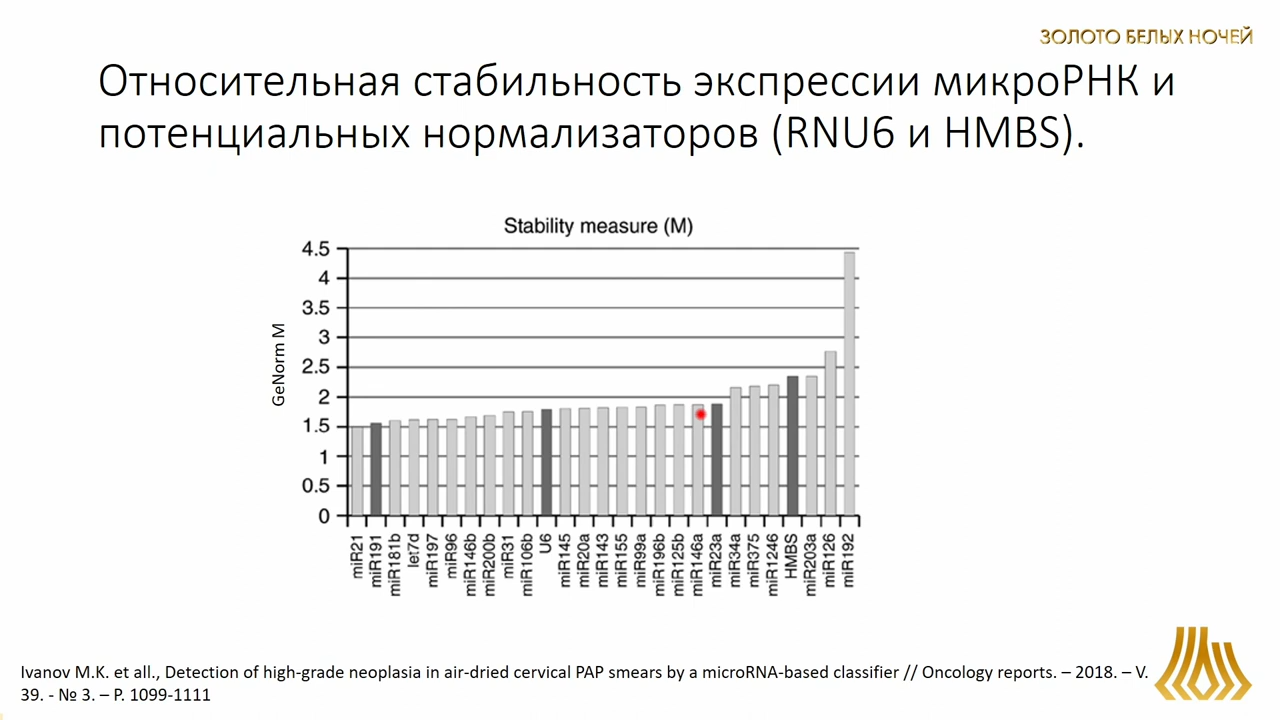 ЗОЛОТО БЕЛЫХ НОЧЕЙ
Относительная стабильность экспрессии микроРНК и
потенциальных нормализаторов (RNU6 и HMBS).
Stability measure (M)
GeNorm M
4.5
4
3.5
3
2.5
2
1.5
1
0.5
0
miR21
miR191
miR181b
let7d
miR197
miR96
miR146b
miR200b
miR31
miR106b
U6
miR145
miR20a
miR143
miR155
miR99a
miR196b
miR125b
miR146a
miR23a
miR34a
miR375
miR1246
HMBS
miR203a
miR126
miR192
Ivanov M.K. et all., Detection of high-grade neoplasia in air-dried cervical PAP smears by a microRNA-based classifier // Oncology reports. – 2018. – V.
39. - № 3. – P. 1099-1111